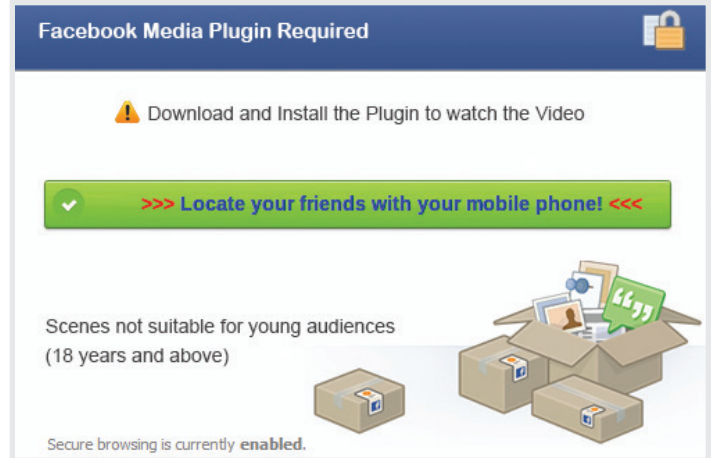 Facebook Media Plugin Required
Download and Install the Plugin to watch the Video
>>> Locate your friends with your mobile phone! <<<
Scenes not suitable for young audiences
(18 years and above)
Secure browsing is currently enabled.